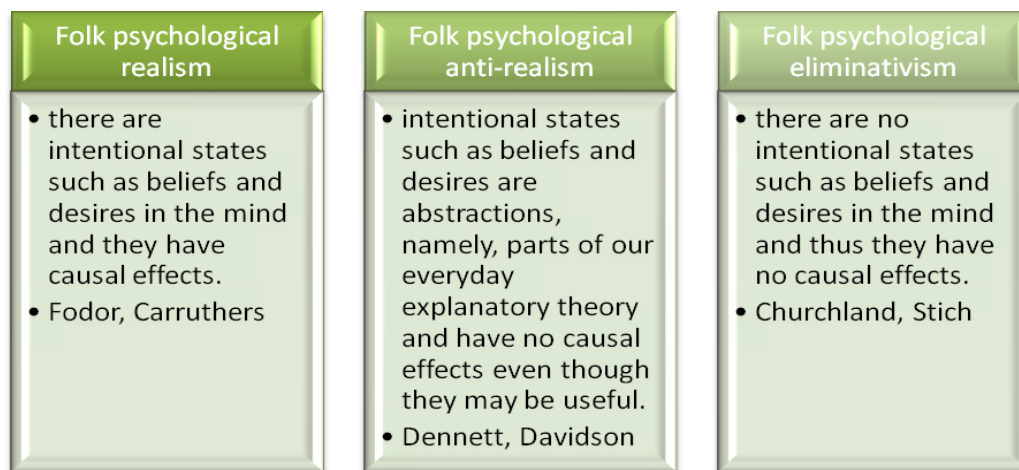 Folk psychological
realism
• there are
intentional states
such as beliefs and
desires in the mind
and they have
causal effects.
• Fodor, Carruthers
Folk psychological
anti-realism
• intentional states
such as beliefs and
desires are
abstractions,
namely, parts of our
everyday
explanatory theory
and have no causal
effects even though
they may be useful.
• Dennett, Davidson
Folk psychological
eliminativism
• there are no
intentional states
such as beliefs and
desires in the mind
and thus they have
no causal effects.
• Churchland, Stich